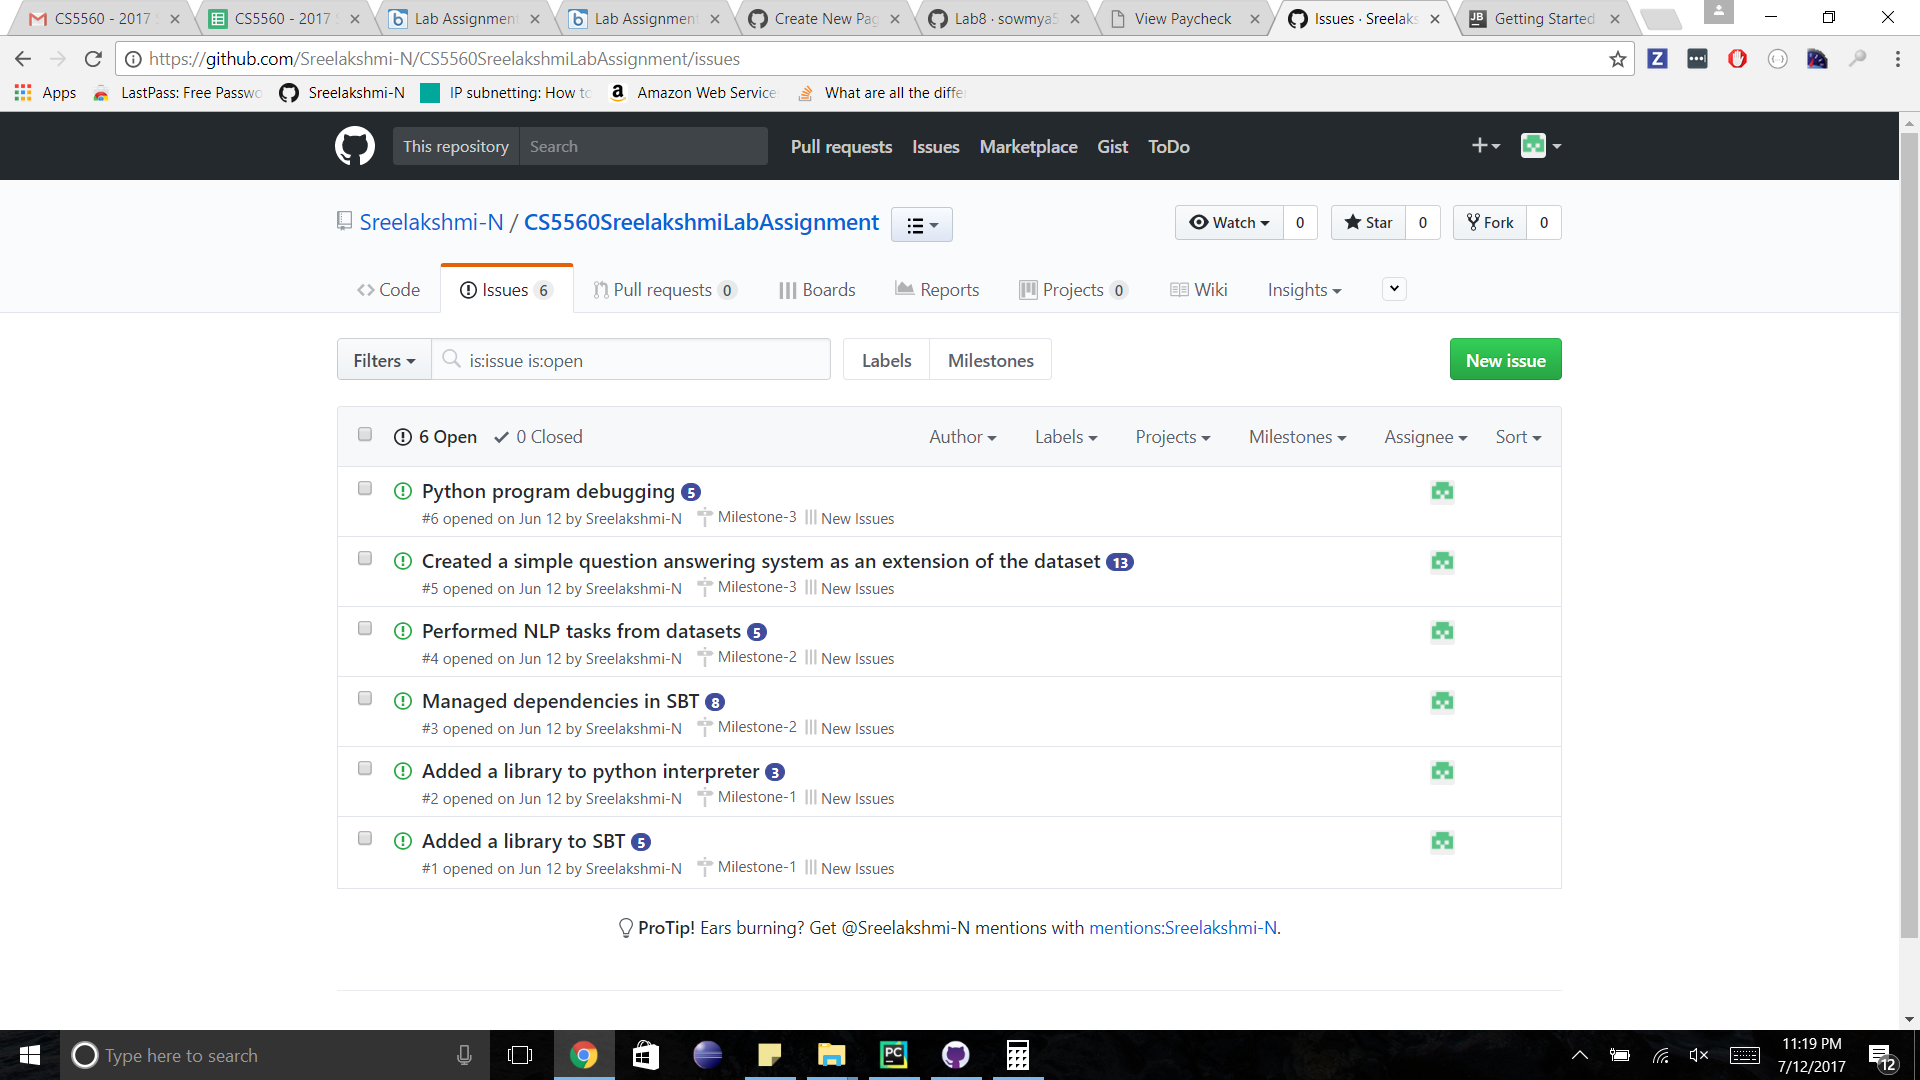 CS5560 - 2017
CS5560 - 2017
Lab Assignment
Lab Assignment
Create New Pag
Lab8 · sowmya5
View Paycheck
Issues · Sreelaks
JB Getting Started
https://github.com/Sreelakshmi-N/CS5560SreelakshmiLabAssignment/issues
Apps LastPass: Free Passwo Sreelakshmi-N IP subnetting: How to Amazon Web Service What are all the diffe
This repository Search Pull requests Issues Marketplace Gist ToDo
Sreelakshmi-N / CS5560SreelakshmiLabAssignment Watch 0 Star 0 Fork 0
Code Issues 6 Pull requests 0 Boards Reports Projects 0 Wiki Insights
Filters is:issue is:open Labels Milestones New issue
6 Open 0 Closed Author Labels Projects Milestones Assignee Sort
Python program debugging 5
#6 opened on Jun 12 by Sreelakshmi-N Milestone-3 New Issues
Created a simple question answering system as an extension of the dataset 13
#5 opened on Jun 12 by Sreelakshmi-N Milestone-3 New Issues
Performed NLP tasks from datasets 5
#4 opened on Jun 12 by Sreelakshmi-N Milestone-2 New Issues
Managed dependencies in SBT 8
#3 opened on Jun 12 by Sreelakshmi-N Milestone-2 New Issues
Added a library to python interpreter 3
#2 opened on Jun 12 by Sreelakshmi-N Milestone-1 New Issues
Added a library to SBT 5
#1 opened on Jun 12 by Sreelakshmi-N Milestone-1 New Issues
ProTip! Ears burning? Get @Sreelakshmi-N mentions with mentions:Sreelakshmi-N.
Type here to search
PC
11:19 PM
7/12/2017
12